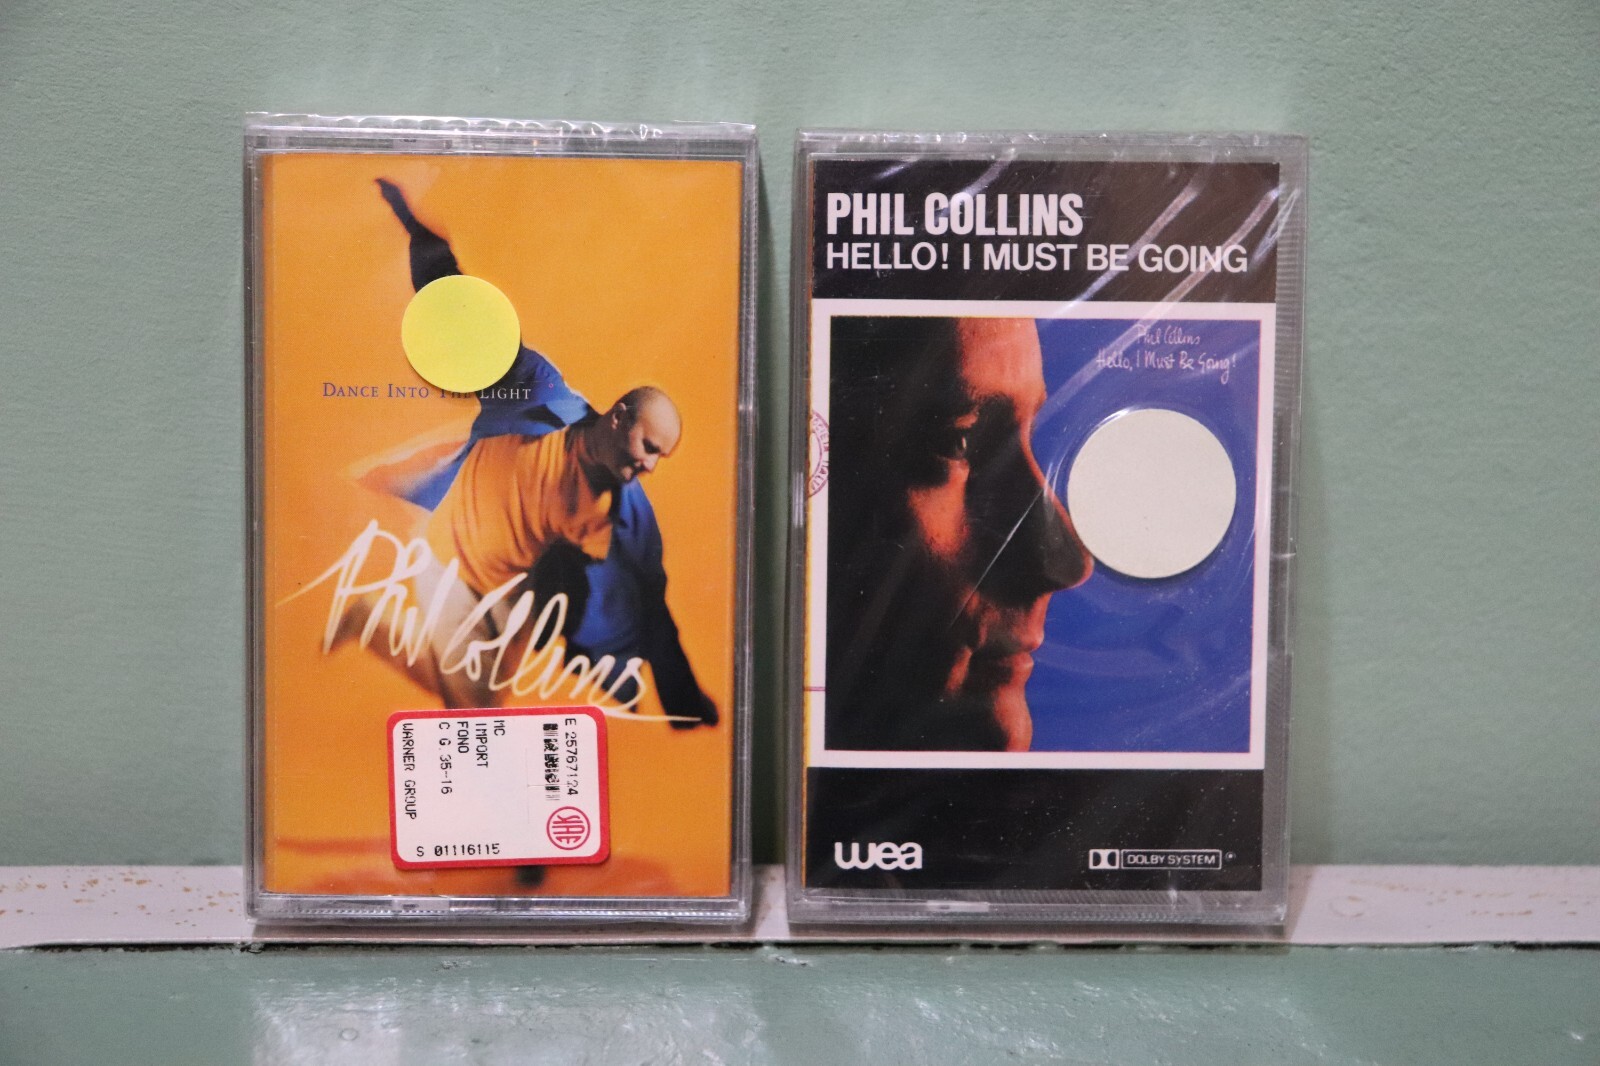 DANCE INTO THE LIGHT
Phil Collins
E 25767124
MC
IMPORT
FONO
C G. 35-16
WARNER GROUP
SIAE
S 01116115
PHIL COLLINS
HELLO! I MUST BE GOING
Phil Collins
Hello, I Must Be Going!
wea
DOLBY SYSTEM